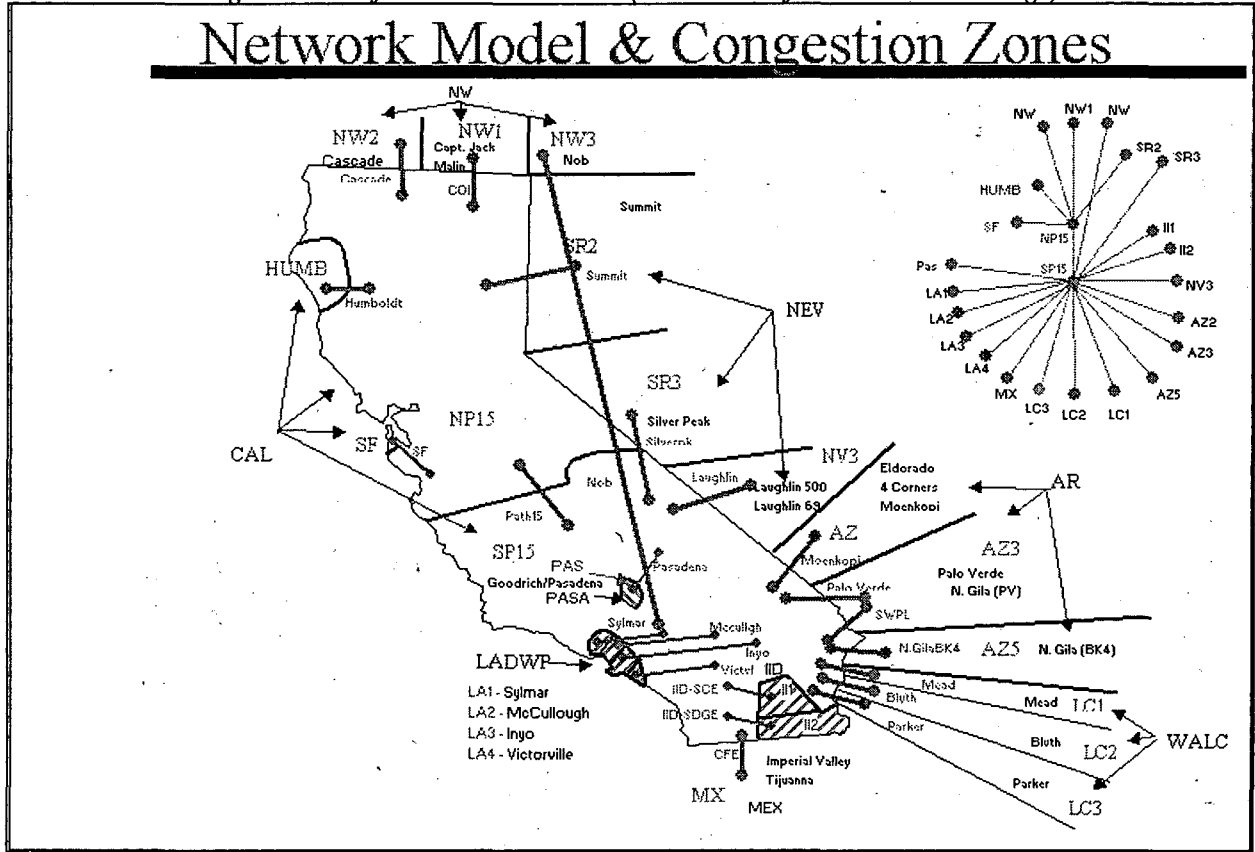 Network Model & Congestion Zones
NW
NW2
NW1
NW3
Capt. Jack
Cascade
Malin
Nob
Cascade
COI
Summit
SR2
Summit
HUMB
Humboldt
NEV
SR3
Silver Peak
Silverpk
NP15
CAL
SF
SF
Nob
NV3
Laughlin
Laughlin 500
Laughlin 69
Eldorado
4 Corners
Moenkopi
AR
Path15
SP15
AZ
Moenkopi
AZ3
Palo Verde
N. Gila (PV)
PAS
Pasadena
Goodrich/Pasadena
PASA
Palo Verde
SWPL
Sylmar
Mccullgh
Inyo
N.GilaBK4
AZ5
N. Gila (BK4)
LADWP
Victvl
IID
IID-SCE
II1
Mead
Mead
LC1
LA1 - Sylmar
LA2 - McCullough
LA3 - Inyo
LA4 - Victorville
IID-SDGE
II2
Bluth
Parker
Bluth
LC2
WALC
CFE
Imperial Valley
Tijuanna
Parker
LC3
MX
MEX
NW
NW1
NW
SR2
SR3
HUMB
SF
NP15
II1
II2
Pas
SP15
NV3
LA1
LA2
AZ2
LA3
AZ3
LA4
MX
LC3
LC2
LC1
AZ5